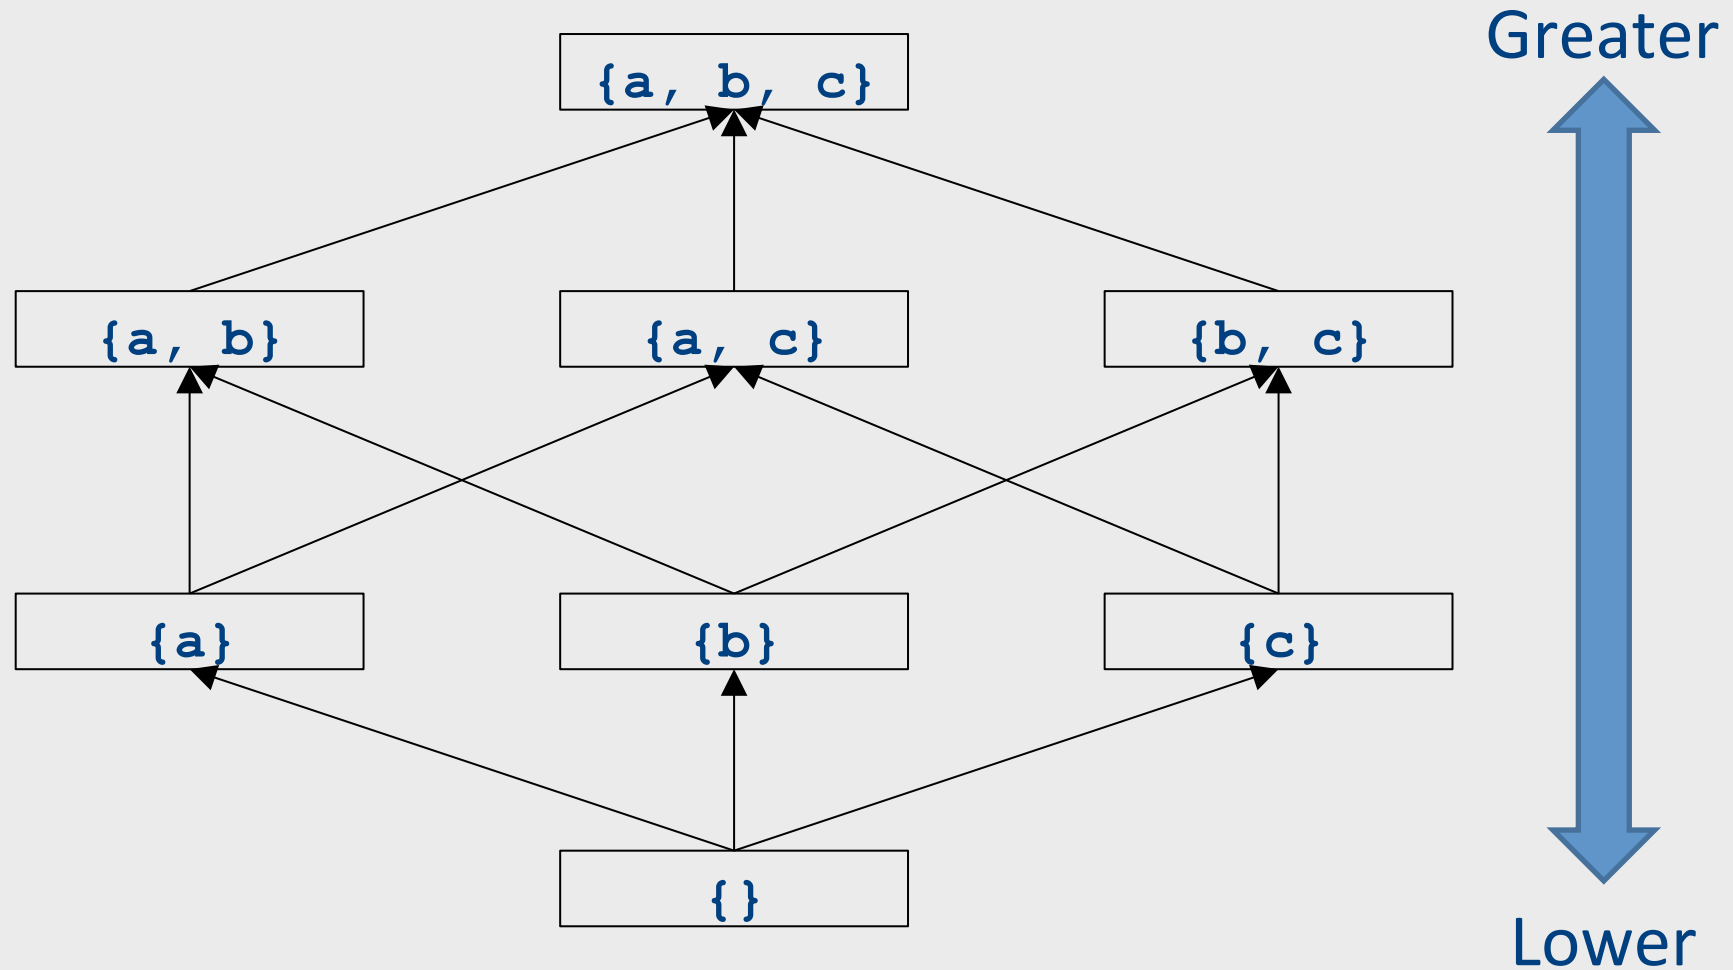 Greater
{a, b, c}
{a, b}
{a, c}
{b, c}
{a}
{b}
{c}
{}
Lower